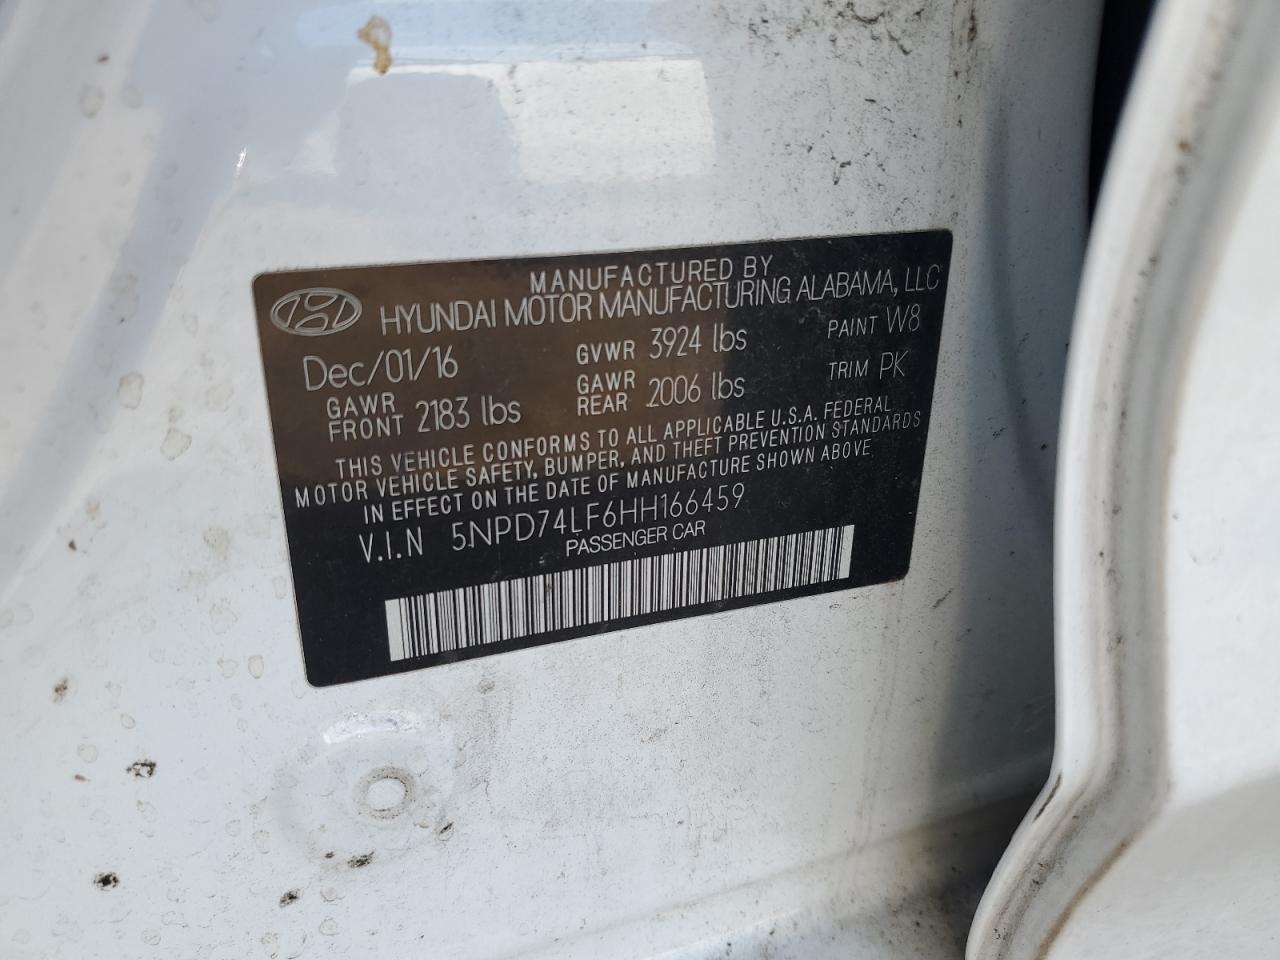 MANUFACTURED BY
HYUNDAI MOTOR MANUFACTURING ALABAMA, LLC
Dec/01/16 GVWR 3924 lbs PAINT W8
GAWR FRONT 2183 lbs GAWR REAR 2006 lbs TRIM PK
THIS VEHICLE CONFORMS TO ALL APPLICABLE U.S.A. FEDERAL
MOTOR VEHICLE SAFETY, BUMPER, AND THEFT PREVENTION STANDARDS
IN EFFECT ON THE DATE OF MANUFACTURE SHOWN ABOVE
V.I.N 5NPD74LF6HH166459
PASSENGER CAR